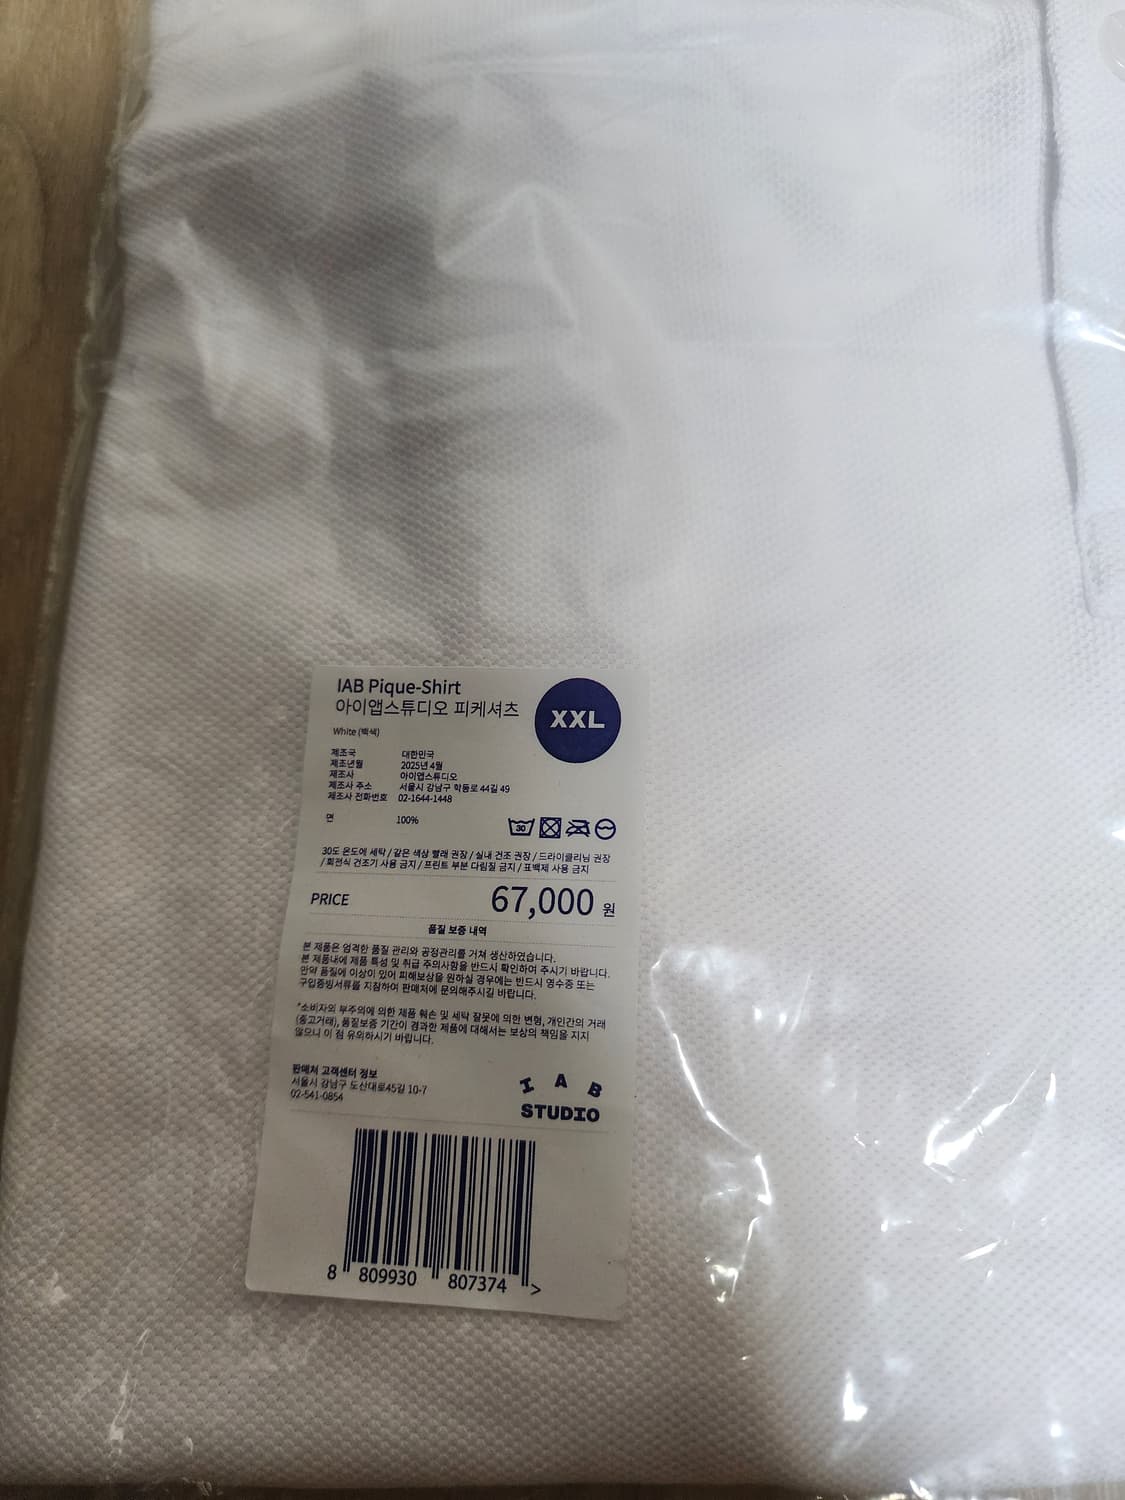 IAB Pique-Shirt
아이앱스튜디오 피케셔츠
XXL
White (백색)
제조국 대한민국
제조년월 2025년 4월
제조사 아이앱스튜디오
제조사 주소 서울시 강남구 학동로 44길 49
제조사 전화번호 02-1644-1448
면 100%
30
30도 온도에 세탁 / 같은 색상 빨래 권장 / 실내 건조 권장 / 드라이클리닝 권장
/ 회전식 건조기 사용 금지 / 프린트 부분 다림질 금지 / 표백제 사용 금지
PRICE 67,000 원
품질 보증 내역
본 제품은 엄격한 품질 관리와 공정관리를 거쳐 생산하였습니다.
본 제품내에 제품 특성 및 취급 주의사항을 반드시 확인하여 주시기 바랍니다.
만약 품질에 이상이 있어 피해보상을 원하실 경우에는 반드시 영수증 또는
구입증빙서류를 지참하여 판매처에 문의해주시길 바랍니다.
*소비자의 부주의에 의한 제품 훼손 및 세탁 잘못에 의한 변형, 개인간의 거래
(중고거래), 품질보증 기간이 경과한 제품에 대해서는 보상의 책임을 지지
않으니 이 점 유의하시기 바랍니다.
판매처 고객센터 정보
서울시 강남구 도산대로45길 10-7
02-541-0854
IAB
STUDIO
8 809930 807374 >